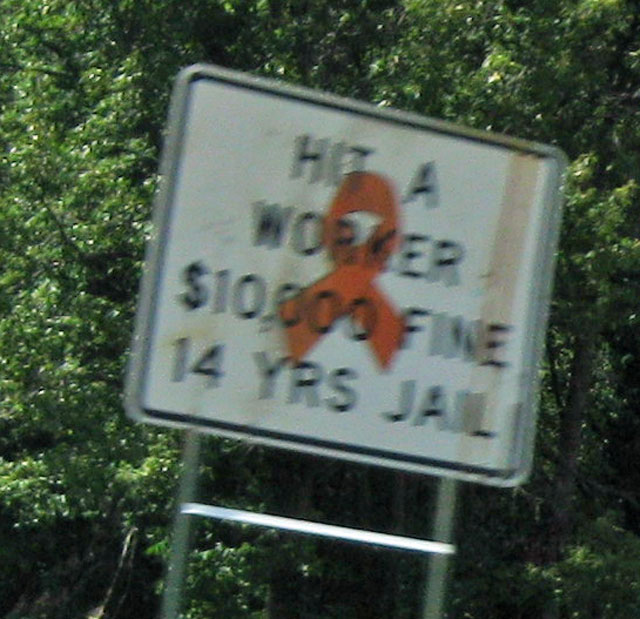 HIT A
WORKER
$10,000 FINE
14 YRS JAIL